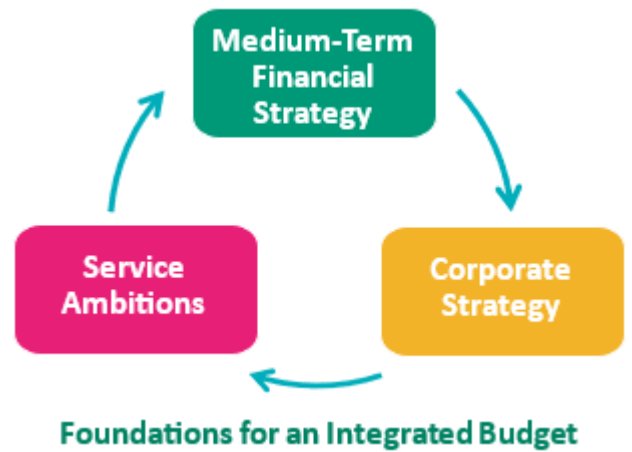 Medium-Term
Financial
Strategy
Service
Ambitions
Corporate
Strategy
Foundations for an Integrated Budget